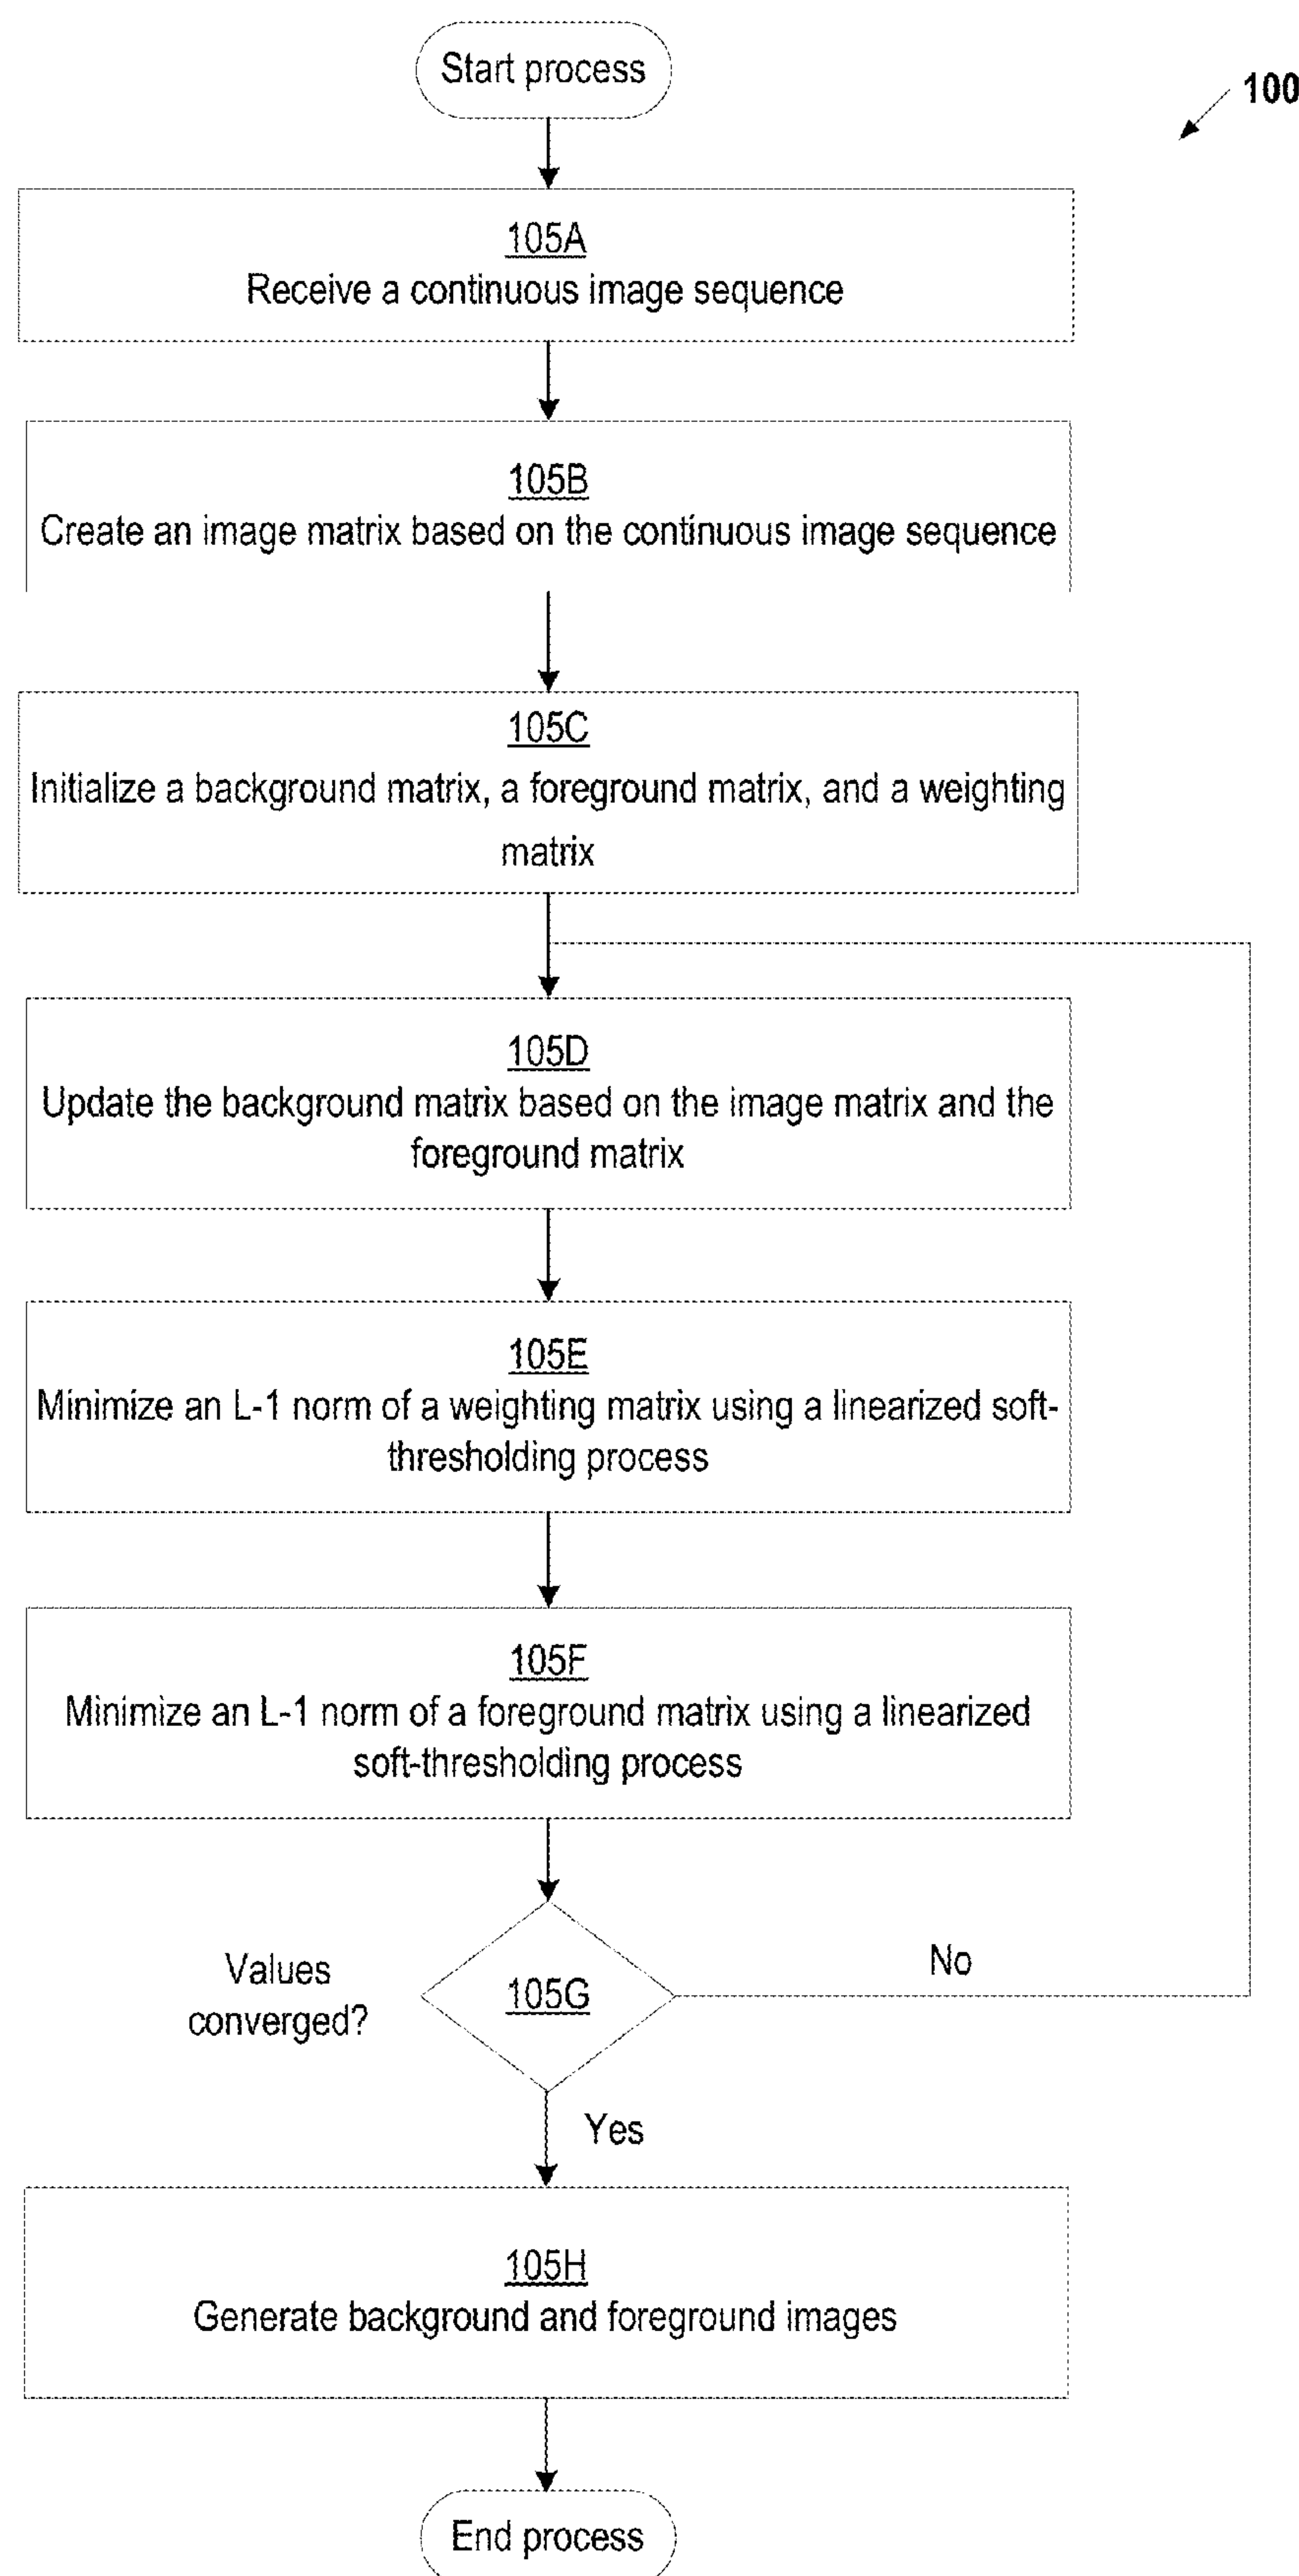 Start process
100
105A
Receive a continuous image sequence
105B
Create an image matrix based on the continuous image sequence
105C
Initialize a background matrix, a foreground matrix, and a weighting
matrix
105D
Update the background matrix based on the image matrix and the
foreground matrix
105E
Minimize an L-1 norm of a weighting matrix using a linearized soft-
thresholding process
105F
Minimize an L-1 norm of a foreground matrix using a linearized
soft-thresholding process
Values
converged?
105G
No
Yes
105H
Generate background and foreground images
End process